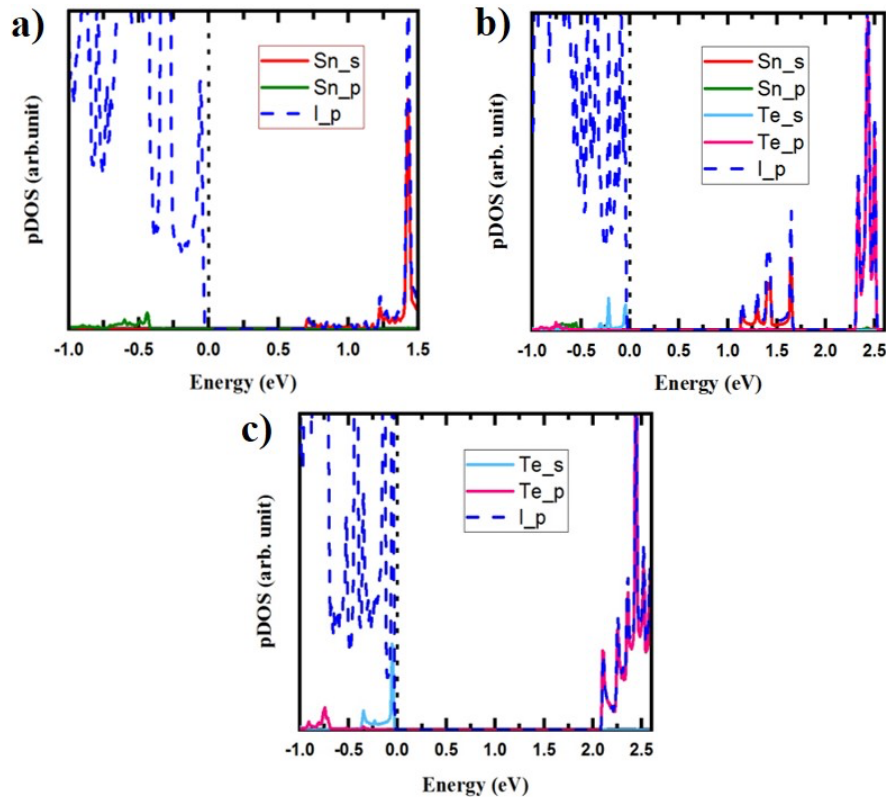 a)
pDOS (arb.unit)
Sn_s
Sn_p
I_p
-1.0 -0.5 0.0 0.5 1.0 1.5
Energy (eV)
b)
pDOS (arb. unit)
Sn_s
Sn_p
Te_s
Te_p
I_p
-1.0 -0.5 0.0 0.5 1.0 1.5 2.0 2.5
Energy (eV)
c)
pDOS (arb. unit)
Te_s
Te_p
I_p
-1.0 -0.5 0.0 0.5 1.0 1.5 2.0 2.5
Energy (eV)